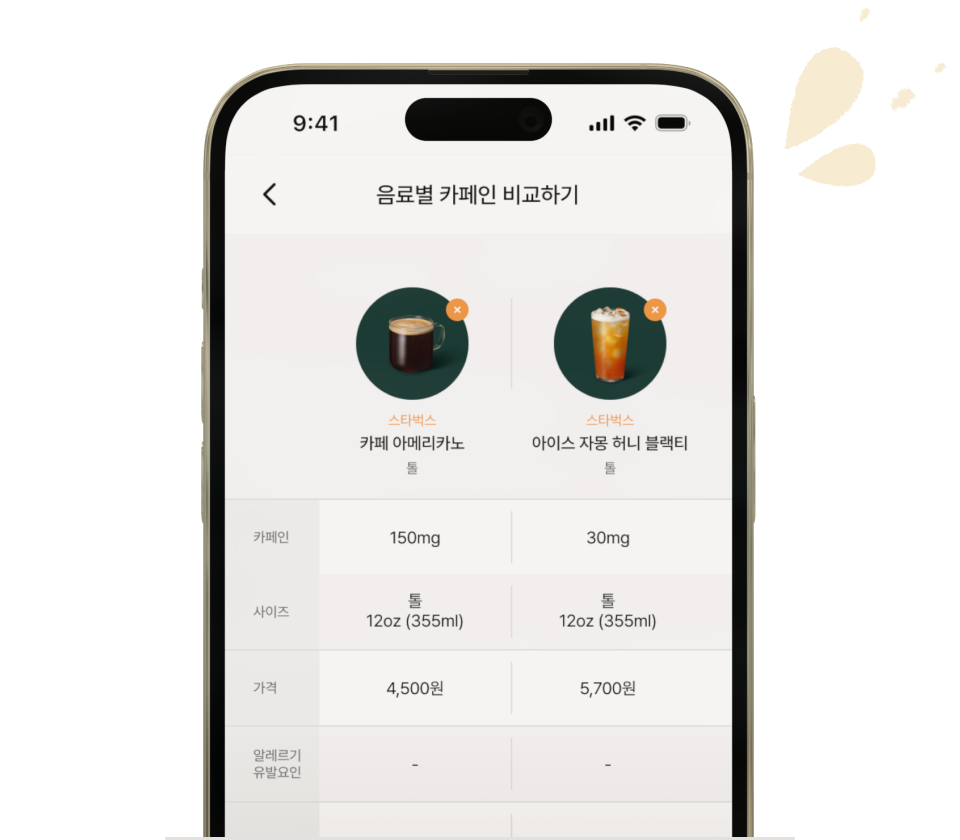 9:41
음료별 카페인 비교하기
스타벅스 스타벅스
카페 아메리카노 아이스 자몽 허니 블랙티
톨 톨
카페인 150mg 30mg
사이즈 톨 톨
12oz (355ml) 12oz (355ml)
가격 4,500원 5,700원
알레르기
유발요인 - -